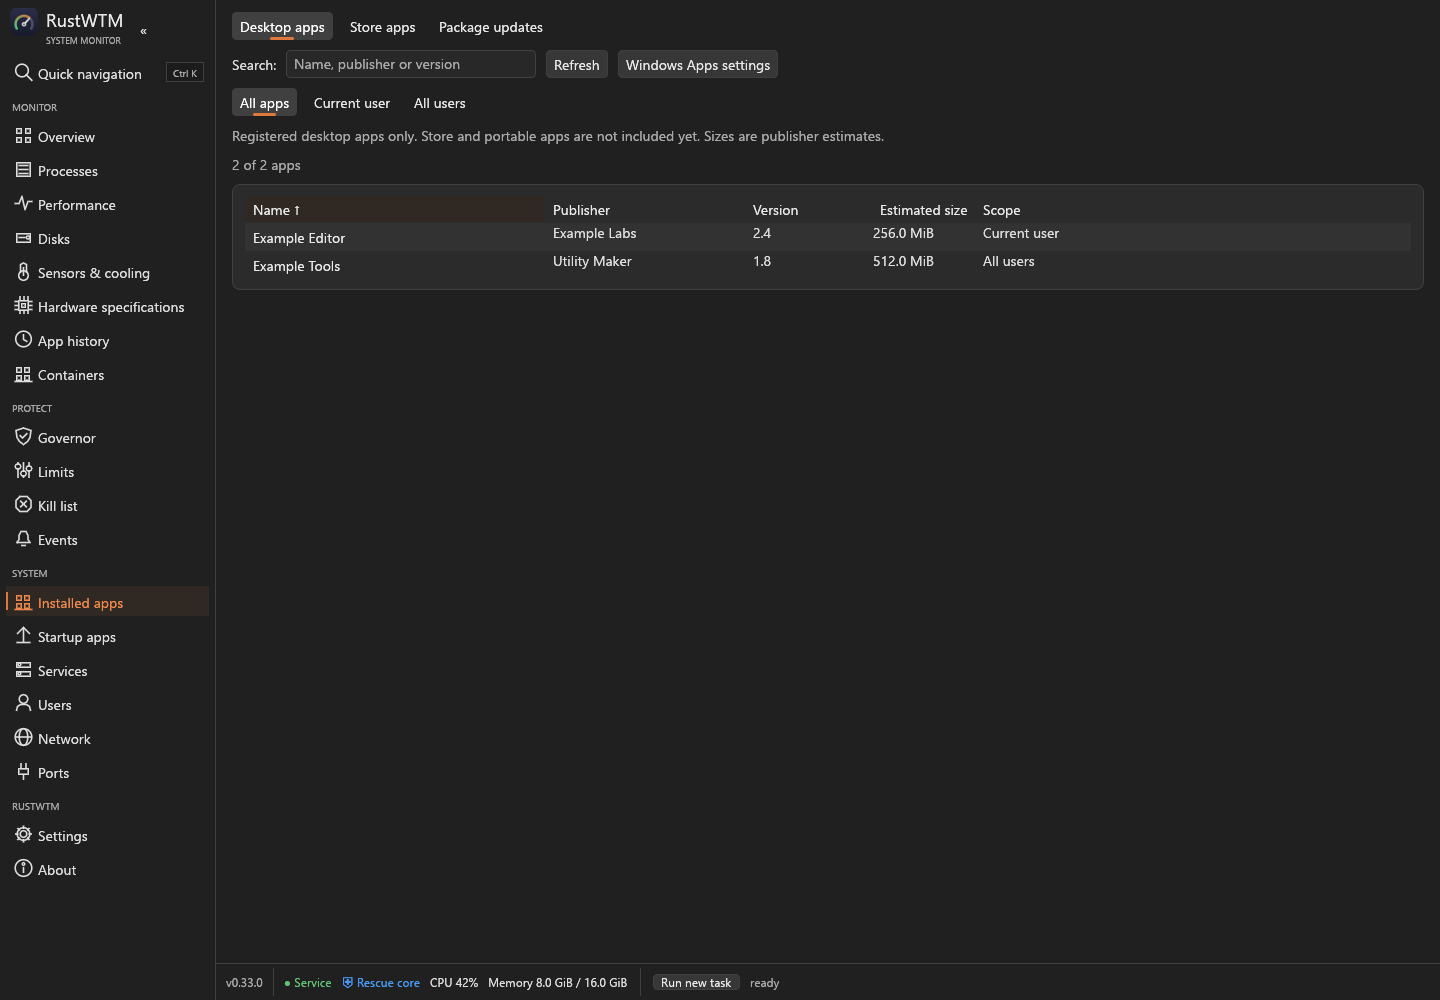 RustWTM
SYSTEM MONITOR
«
Quick navigation Ctrl K
MONITOR
Overview
Processes
Performance
Disks
Sensors & cooling
Hardware specifications
App history
Containers
PROTECT
Governor
Limits
Kill list
Events
SYSTEM
Installed apps
Startup apps
Services
Users
Network
Ports
RUSTWTM
Settings
About
Desktop apps Store apps Package updates
Search: Name, publisher or version Refresh Windows Apps settings
All apps Current user All users
Registered desktop apps only. Store and portable apps are not included yet. Sizes are publisher estimates.
2 of 2 apps
Name ↑ Publisher Version Estimated size Scope
Example Editor Example Labs 2.4 256.0 MiB Current user
Example Tools Utility Maker 1.8 512.0 MiB All users
v0.33.0 ● Service Rescue core CPU 42% Memory 8.0 GiB / 16.0 GiB Run new task ready